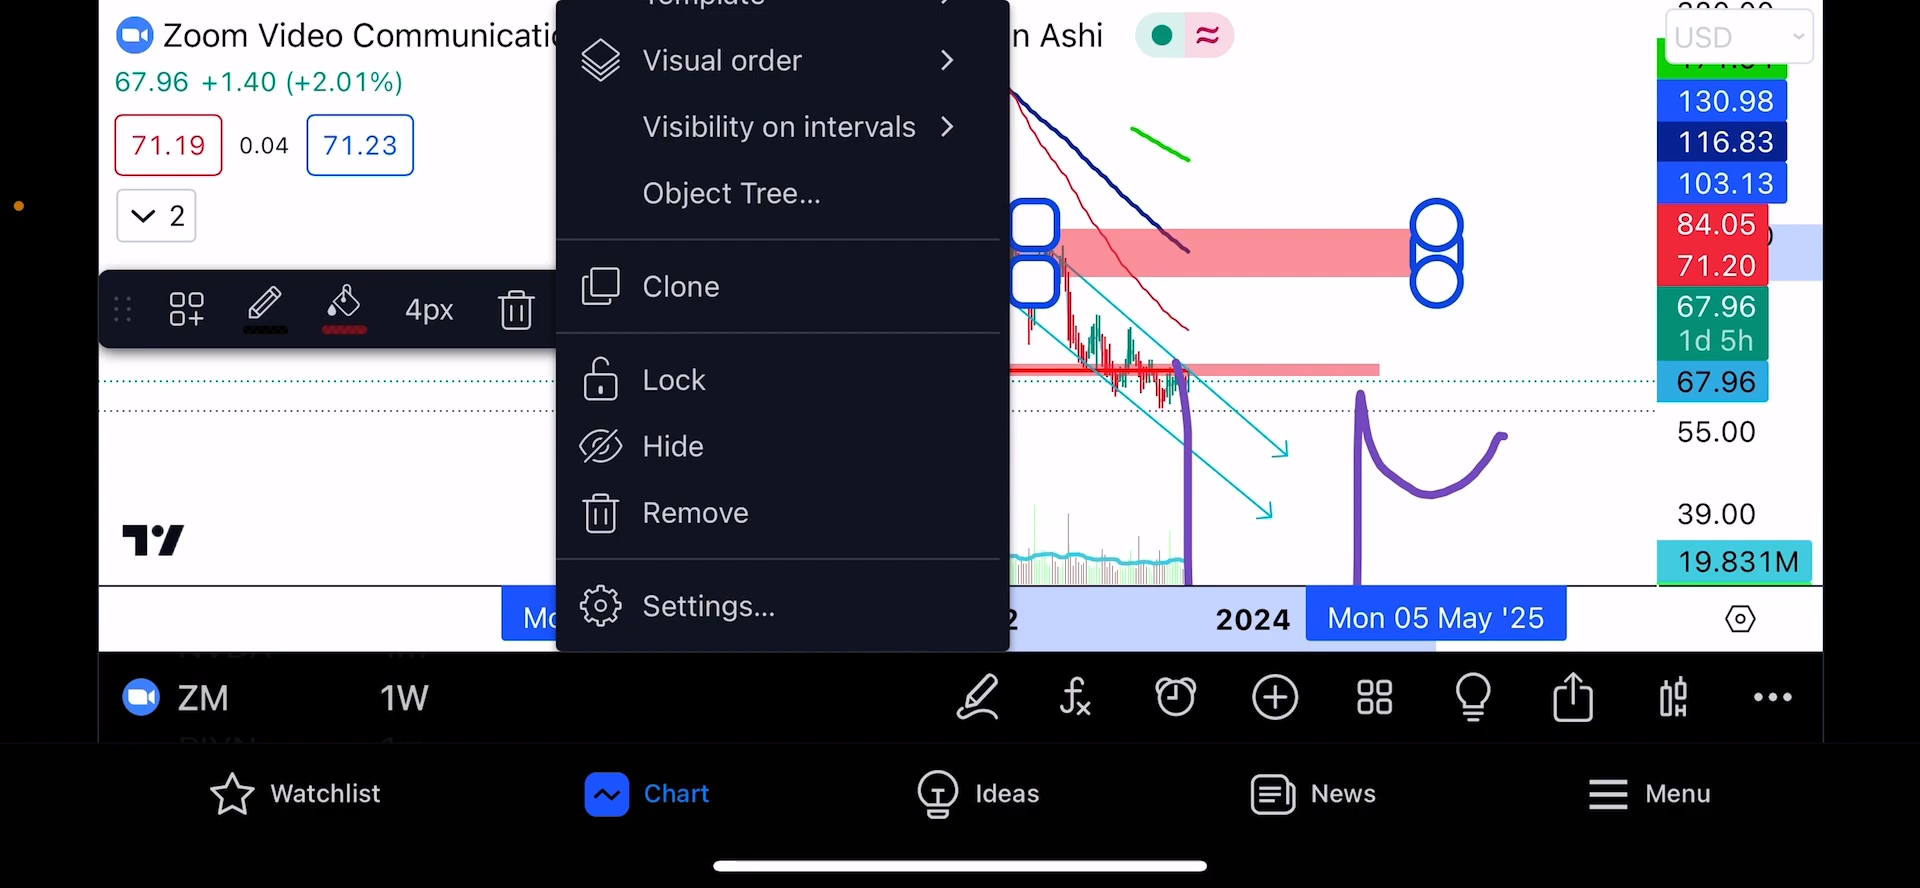 Template
Zoom Video Communicati
n Ashi
USD
67.96 +1.40 (+2.01%)
Visual order
130.98
71.19 0.04 71.23
Visibility on intervals
116.83
103.13
Object Tree...
2
84.05
71.20
Clone
4px
67.96
1d 5h
Lock
67.96
Hide
55.00
Remove
39.00
19.831M
Settings...
Mo
2
2024
Mon 05 May '25
ZM 1W
Watchlist Chart Ideas News Menu